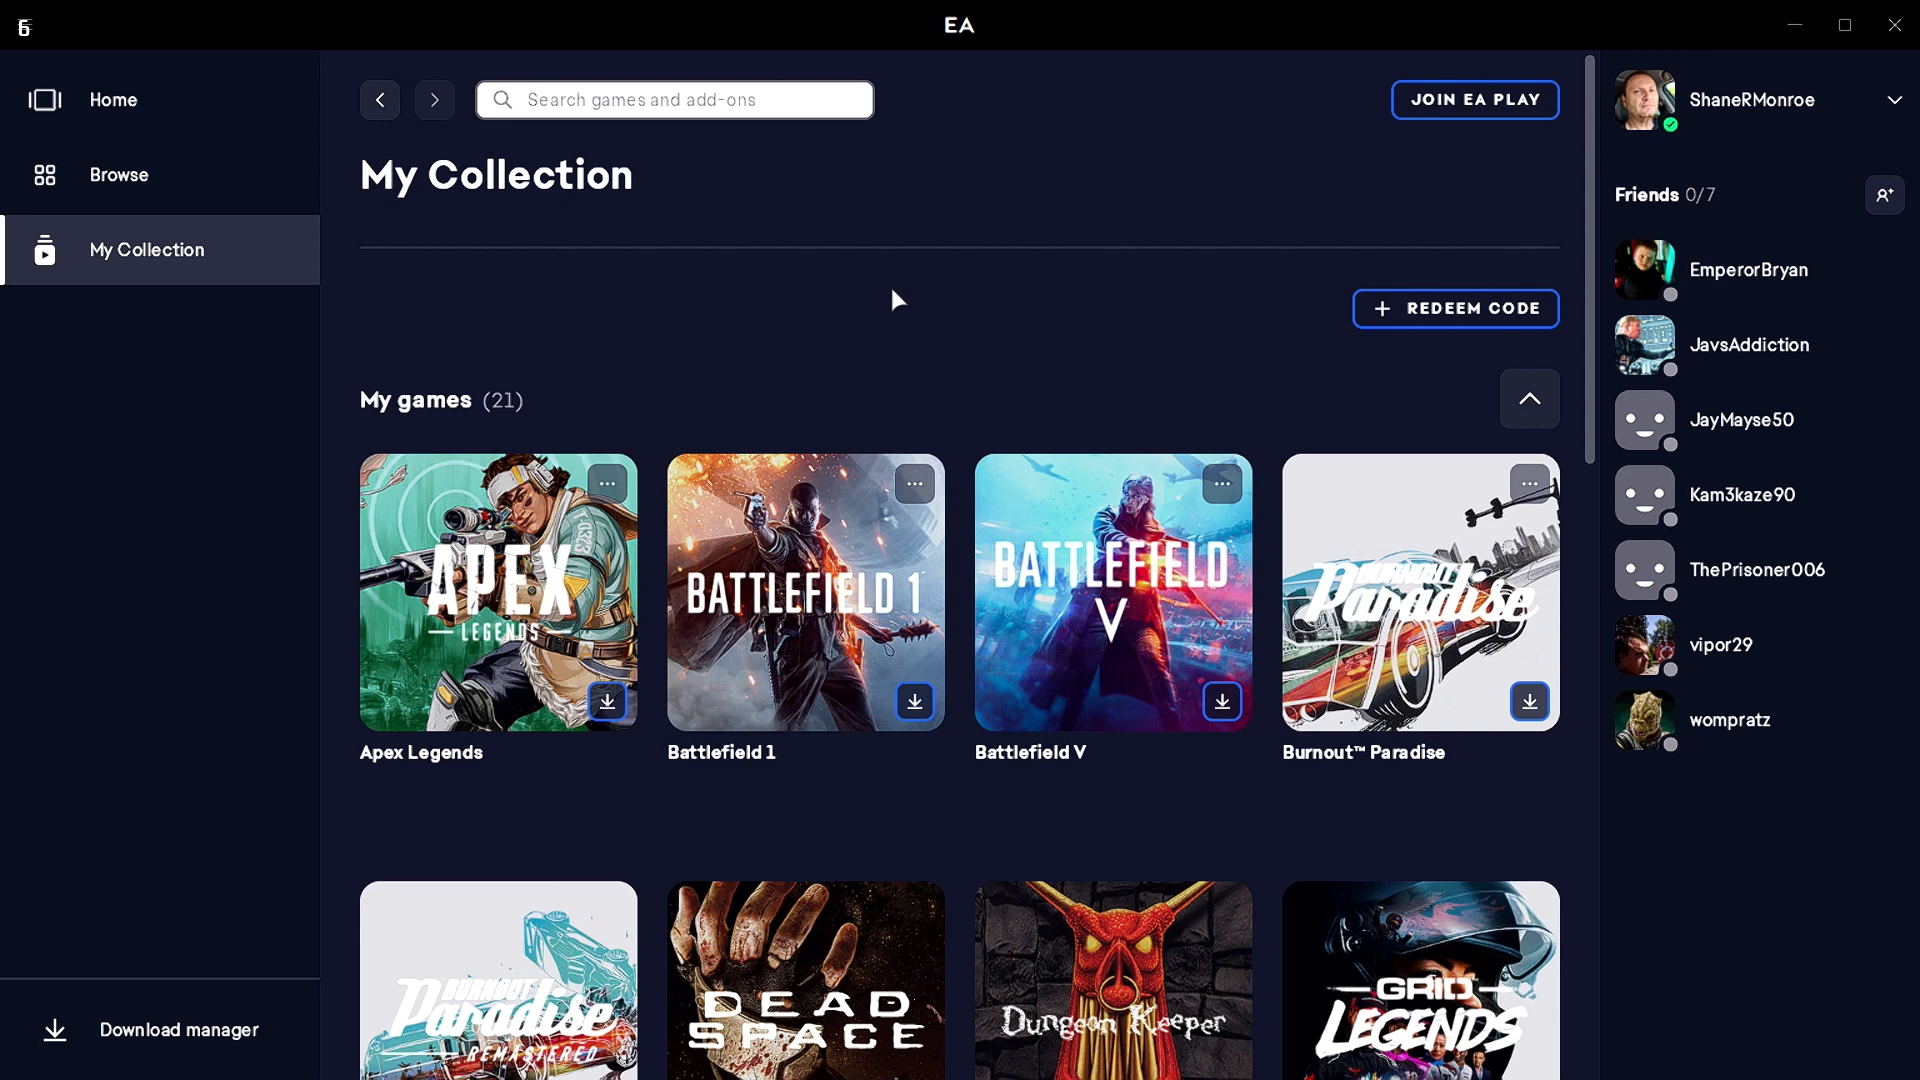 EA
Home
Browse
My Collection
Download manager
Search games and add-ons
JOIN EA PLAY
My Collection
+ REDEEM CODE
My games (21)
APEX
LEGENDS
Apex Legends
BATTLEFIELD 1
Battlefield 1
BATTLEFIELD
V
Battlefield V
BURNOUT
Paradise
Burnout™ Paradise
BURNOUT
Paradise
REMASTERED
DEAD
SPACE
Dungeon Keeper
GRID
LEGENDS
ShaneRMonroe
Friends 0/7
EmperorBryan
JavsAddiction
JayMayse50
Kam3kaze90
ThePrisoner006
vipor29
wompratz